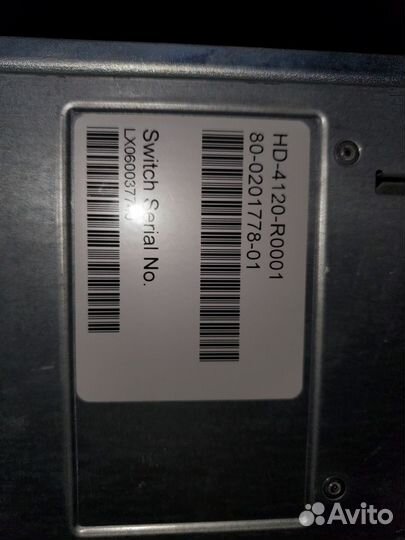 HD-4120-R0001
80-0201778-01
Switch Serial No.
Avito